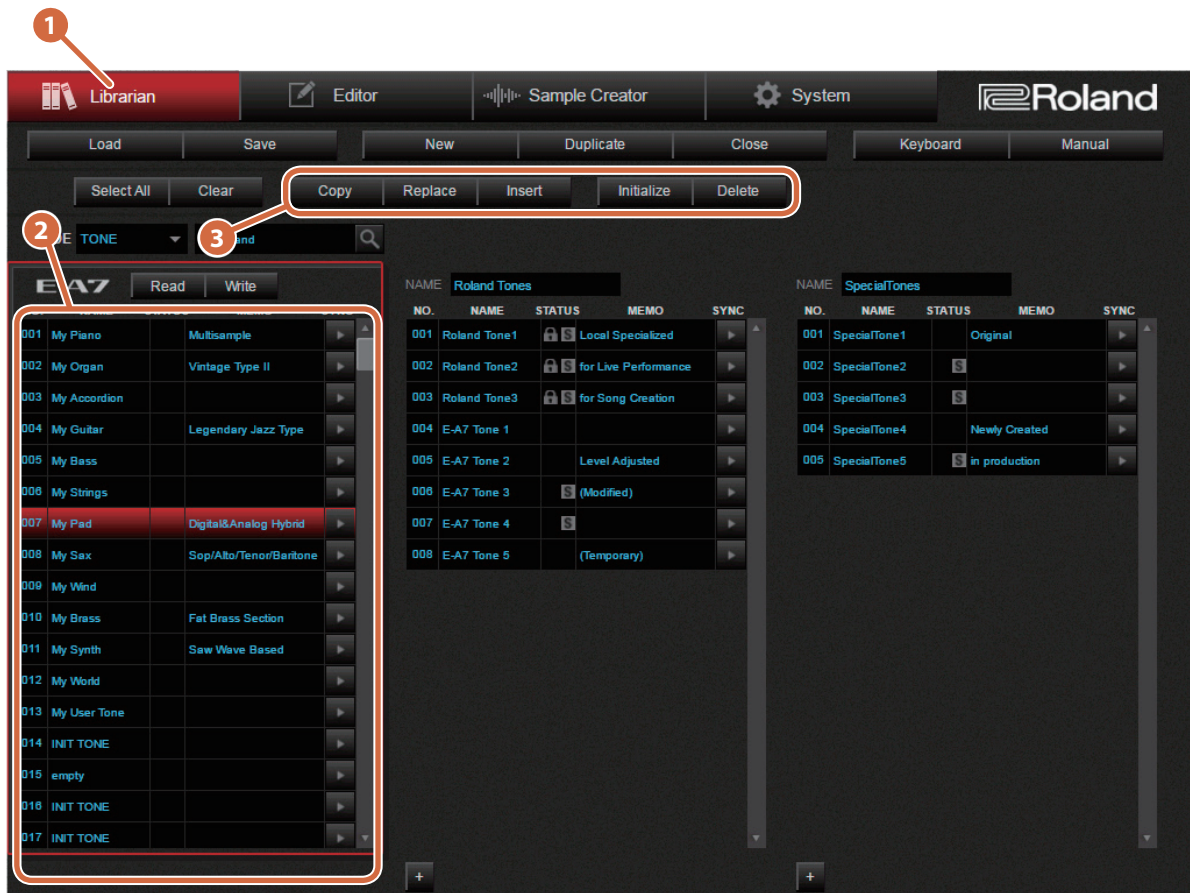 1
Librarian Editor Sample Creator System Roland
Load Save New Duplicate Close Keyboard Manual
Select All Clear Copy Replace Insert Initialize Delete
2 TONE 3
E-A7 Read Write
001 My Piano Multisample
002 My Organ Vintage Type II
003 My Accordion
004 My Guitar Legendary Jazz Type
005 My Bass
006 My Strings
007 My Pad Digital&Analog Hybrid
008 My Sax Sop/Alto/Tenor/Baritone
009 My Wind
010 My Brass Fat Brass Section
011 My Synth Saw Wave Based
012 My World
013 My User Tone
014 INIT TONE
015 empty
016 INIT TONE
017 INIT TONE
NAME Roland Tones
NO. NAME STATUS MEMO SYNC
001 Roland Tone1 S Local Specialized
002 Roland Tone2 S for Live Performance
003 Roland Tone3 S for Song Creation
004 E-A7 Tone 1
005 E-A7 Tone 2 Level Adjusted
006 E-A7 Tone 3 S (Modified)
007 E-A7 Tone 4 S
008 E-A7 Tone 5 (Temporary)
+
NAME SpecialTones
NO. NAME STATUS MEMO SYNC
001 SpecialTone1 Original
002 SpecialTone2 S
003 SpecialTone3 S
004 SpecialTone4 Newly Created
005 SpecialTone5 S in production
+